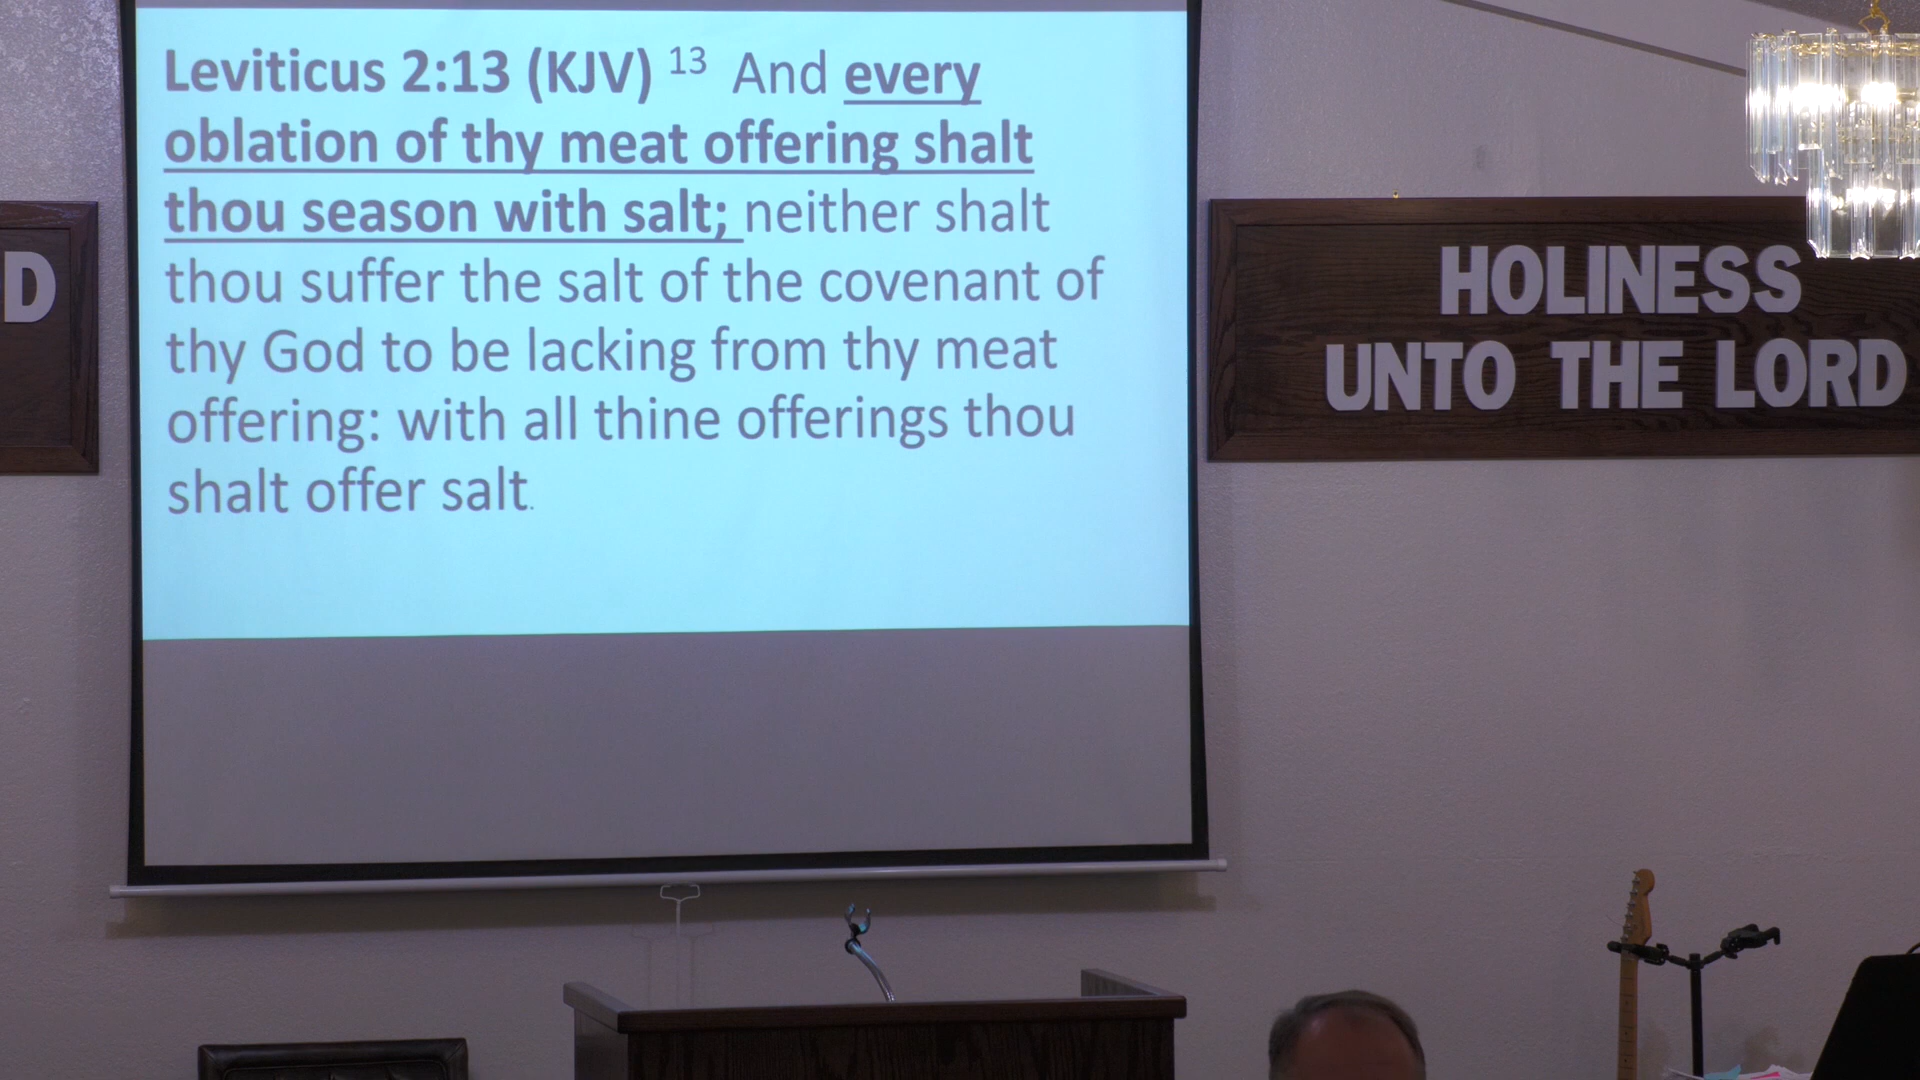 Leviticus 2:13 (KJV) 13 And every
oblation of thy meat offering shalt
thou season with salt; neither shalt
thou suffer the salt of the covenant of
thy God to be lacking from thy meat
offering: with all thine offerings thou
shalt offer salt.
D
HOLINESS
UNTO THE LORD